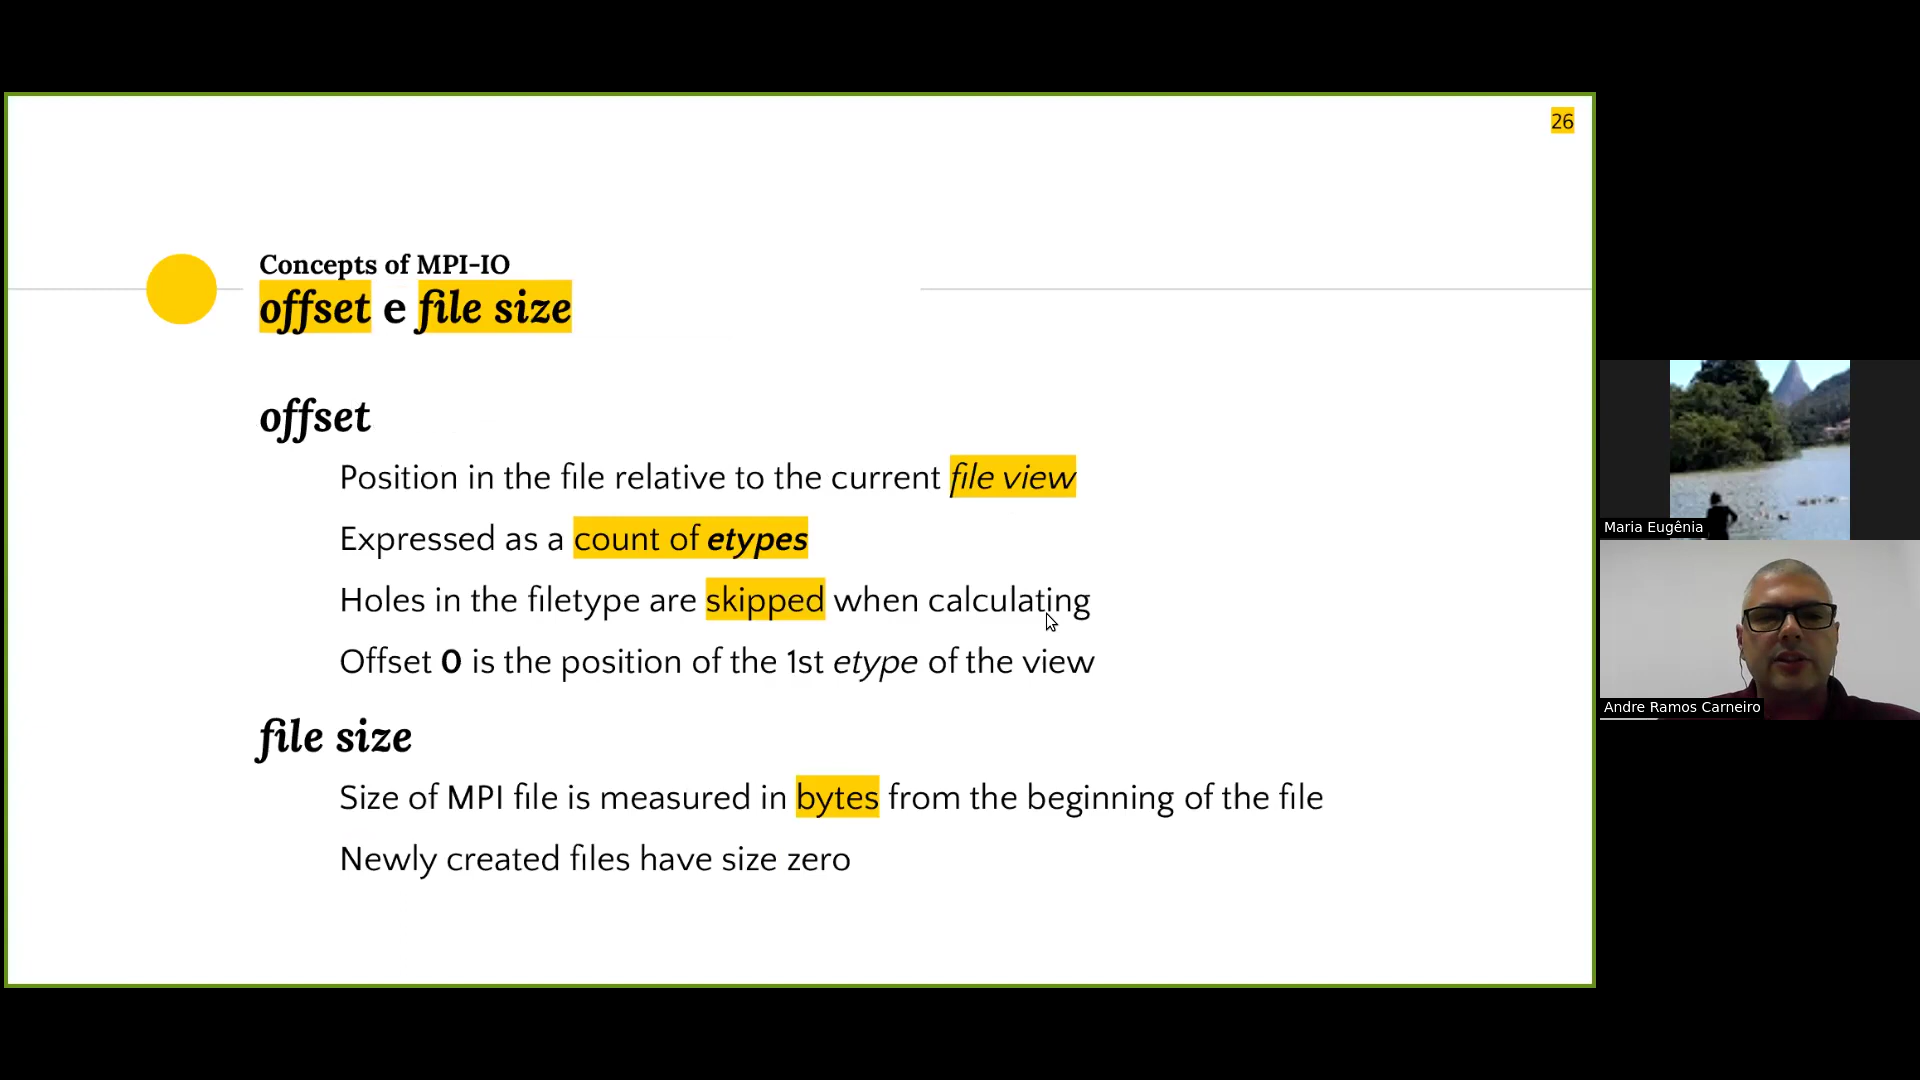 26
Concepts of MPI-IO
offset e file size
offset
Position in the file relative to the current file view
Expressed as a count of etypes
Holes in the filetype are skipped when calculating
Offset 0 is the position of the 1st etype of the view
file size
Size of MPI file is measured in bytes from the beginning of the file
Newly created files have size zero
Maria Eugênia
Andre Ramos Carneiro